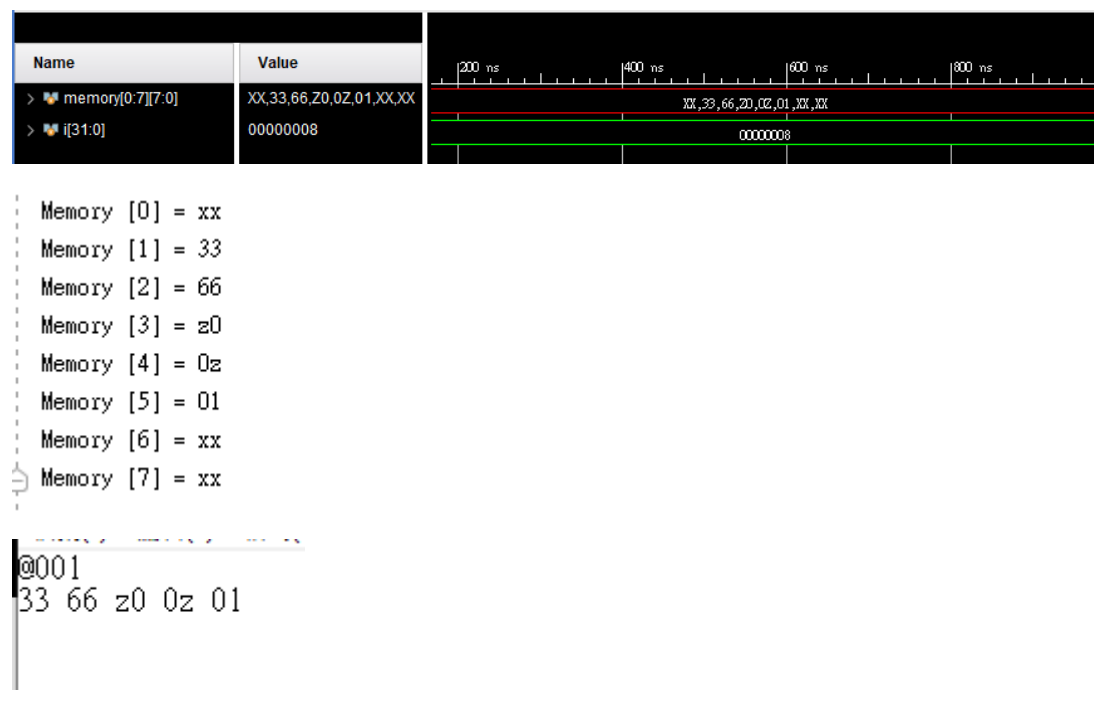 Name Value 200 ns 400 ns 600 ns 800 ns
memory[0:7][7:0] XX,33,66,Z0,0Z,01,XX,XX XX,33,66,Z0,0Z,01,XX,XX
i[31:0] 00000008 00000008
Memory [0] = xx
Memory [1] = 33
Memory [2] = 66
Memory [3] = z0
Memory [4] = 0z
Memory [5] = 01
Memory [6] = xx
Memory [7] = xx
@001
33 66 z0 0z 01